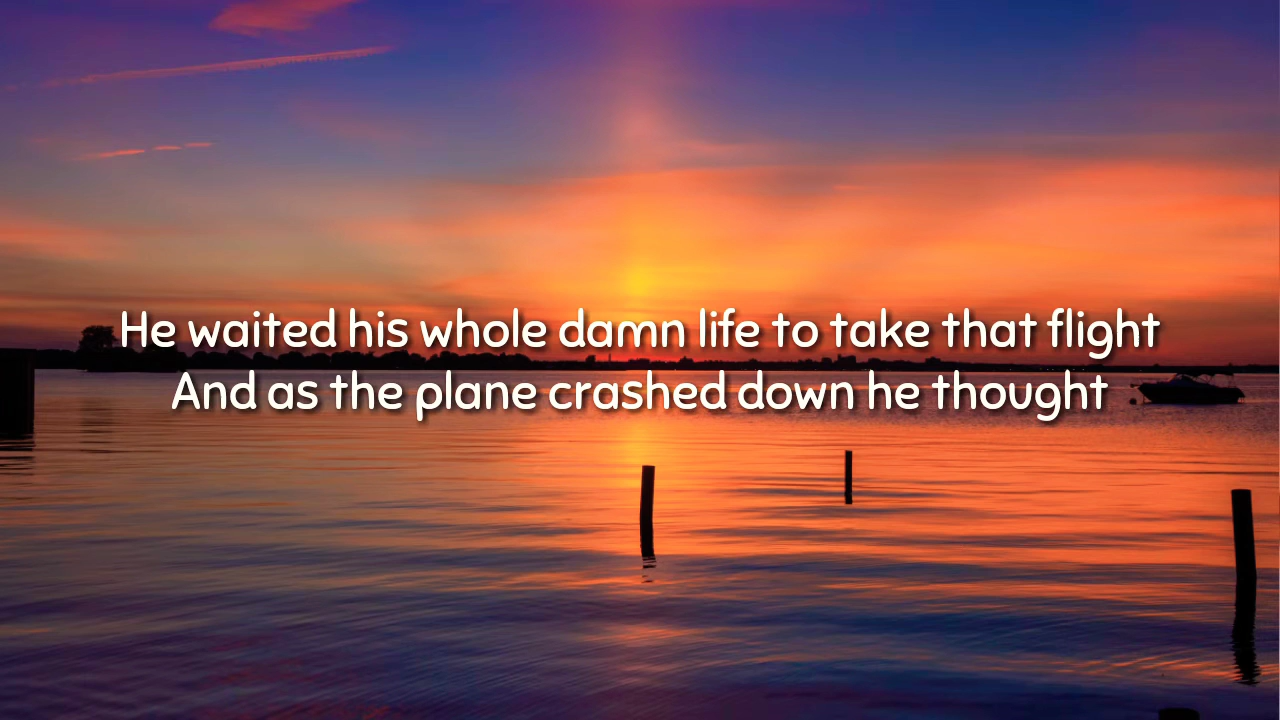 He waited his whole damn life to take that flight
And as the plane crashed down he thought